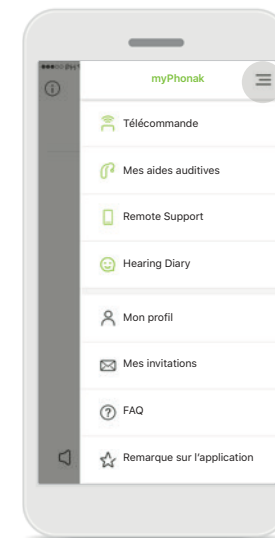 myPhonak
Télécommande
Mes aides auditives
Remote Support
Hearing Diary
Mon profil
Mes invitations
FAQ
Remarque sur l'application